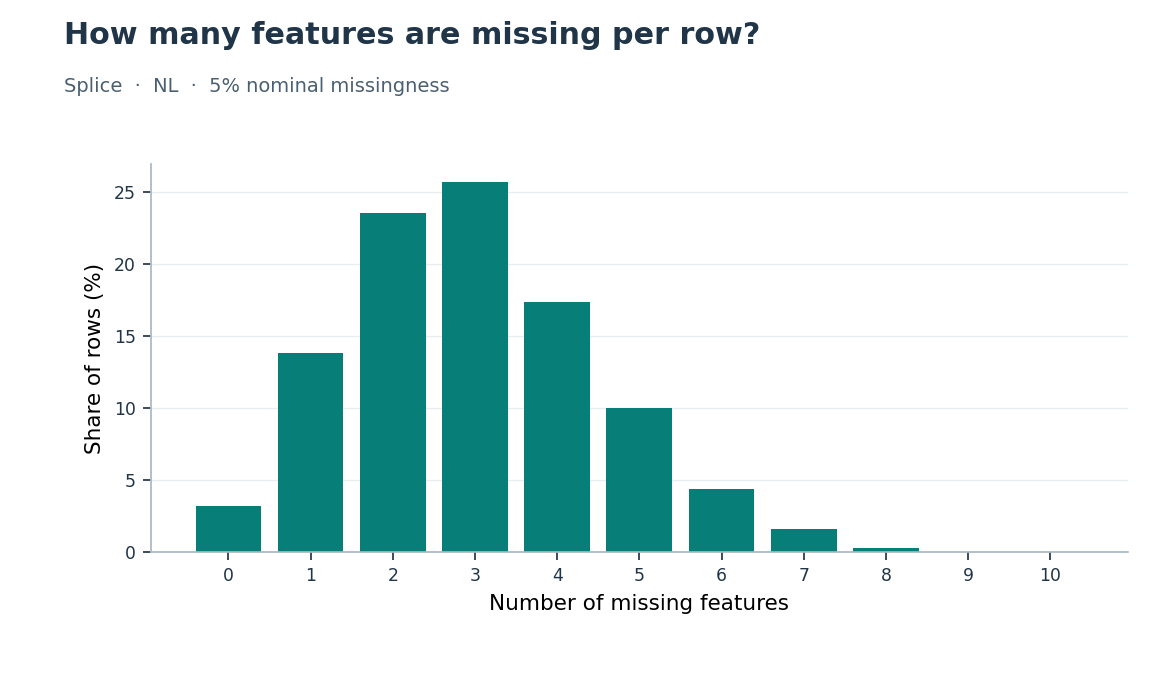 How many features are missing per row?
Splice · NL · 5% nominal missingness
25
20
15
10
5
0
Share of rows (%)
0 1 2 3 4 5 6 7 8 9 10
Number of missing features